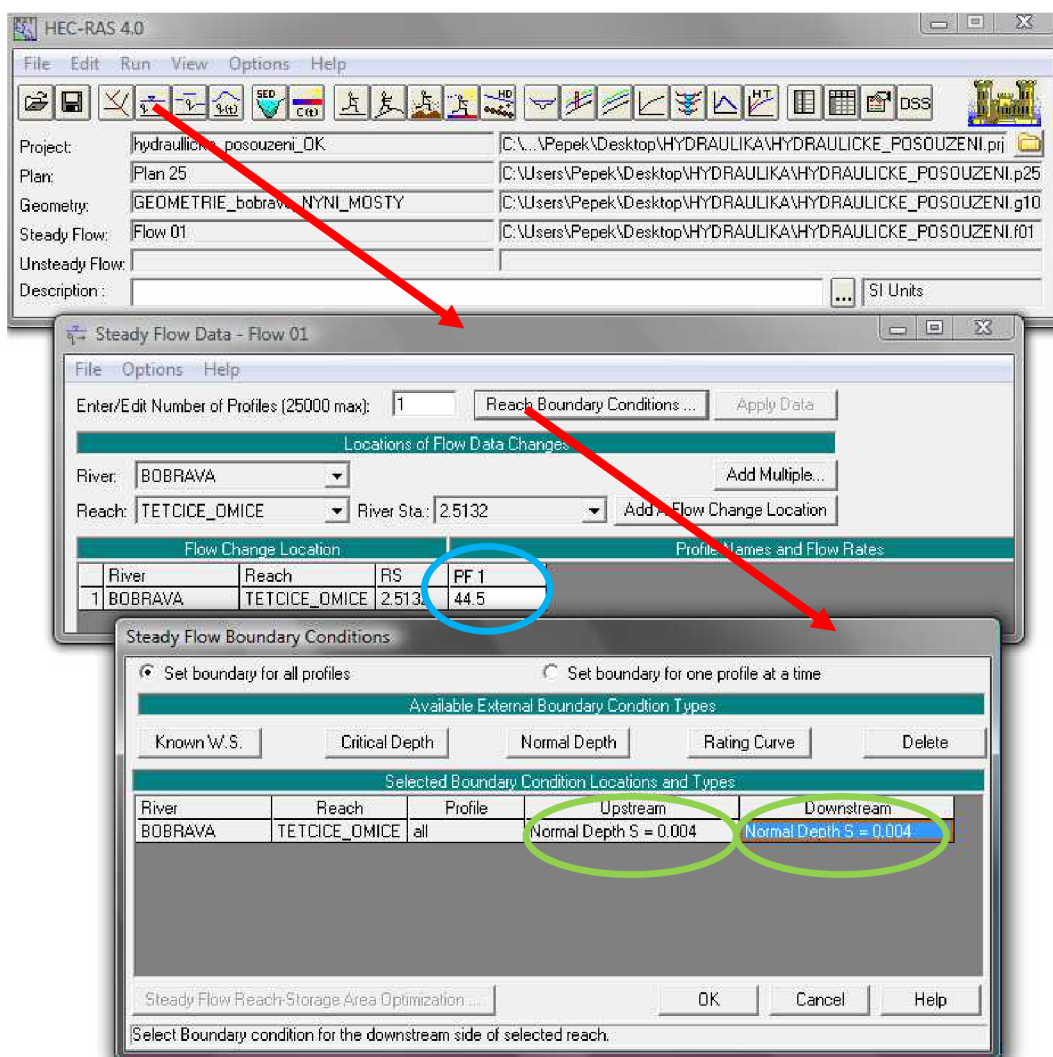 HEC-RAS 4.0
File Edit Run View Options Help
SED HD HT DSS
Project: hydraullicke_posouzeni_OK C:\...\Pepek\Desktop\HYDRAULIKA\HYDRAULICKE_POSOUZENI.prj
Plan: Plan 25 C:\Users\Pepek\Desktop\HYDRAULIKA\HYDRAULICKE_POSOUZENI.p25
Geometry: GEOMETRIE_bobrava_NYNI_MOSTY C:\Users\Pepek\Desktop\HYDRAULIKA\HYDRAULICKE_POSOUZENI.g10
Steady Flow: Flow 01 C:\Users\Pepek\Desktop\HYDRAULIKA\HYDRAULICKE_POSOUZENI.f01
Unsteady Flow:
Description : ... SI Units
Steady Flow Data - Flow 01
File Options Help
Enter/Edit Number of Profiles (25000 max): 1 Reach Boundary Conditions ... Apply Data
Locations of Flow Data Changes
River: BOBRAVA Add Multiple...
Reach: TETCICE_OMICE River Sta.: 2.5132 Add A Flow Change Location
Flow Change Location Profile Names and Flow Rates
River Reach RS PF 1
1 BOBRAVA TETCICE_OMICE 2.5132 44.5
Steady Flow Boundary Conditions
Set boundary for all profiles Set boundary for one profile at a time
Available External Boundary Condtion Types
Known W.S. Critical Depth Normal Depth Rating Curve Delete
Selected Boundary Condition Locations and Types
River Reach Profile Upstream Downstream
BOBRAVA TETCICE_OMICE all Normal Depth S = 0.004 Normal Depth S = 0.004
Steady Flow Reach-Storage Area Optimization ... OK Cancel Help
Select Boundary condition for the downstream side of selected reach.